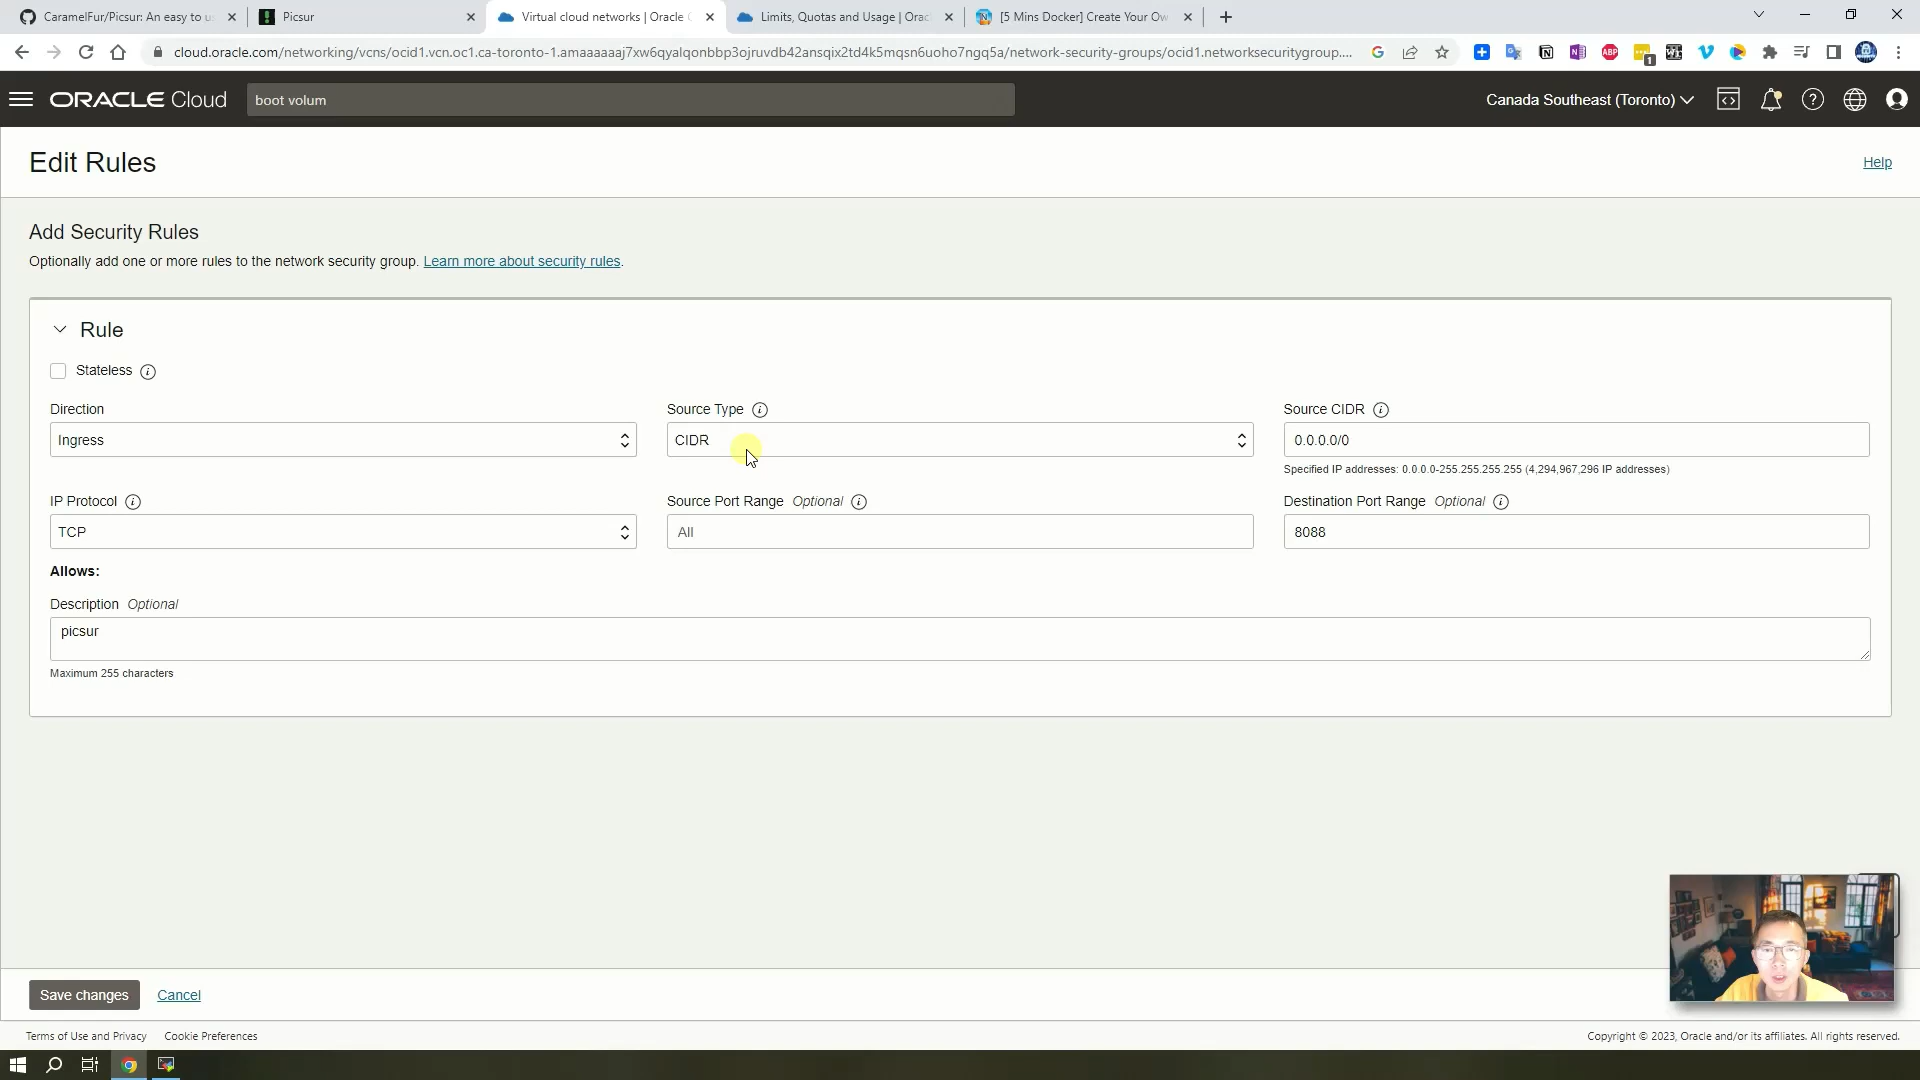 CaramelFur/Picsur: An easy to u
Picsur
Virtual cloud networks | Oracle
Limits, Quotas and Usage | Orac
[5 Mins Docker] Create Your Ow
cloud.oracle.com/networking/vcns/ocid1.vcn.oc1.ca-toronto-1.amaaaaaaj7xw6qyalqonbbp3ojruvdb42ansqix2td4k5mqsn6uoho7ngq5a/network-security-groups/ocid1.networksecuritygroup....
ORACLE Cloud
boot volum
Canada Southeast (Toronto)
Edit Rules
Help
Add Security Rules
Optionally add one or more rules to the network security group. Learn more about security rules.
Rule
Stateless
Direction
Source Type
Source CIDR
Ingress
CIDR
0.0.0.0/0
Specified IP addresses: 0.0.0.0-255.255.255.255 (4,294,967,296 IP addresses)
IP Protocol
Source Port Range Optional
Destination Port Range Optional
TCP
All
8088
Allows:
Description Optional
picsur
Maximum 255 characters
Save changes
Cancel
Terms of Use and Privacy
Cookie Preferences
Copyright © 2023, Oracle and/or its affiliates. All rights reserved.